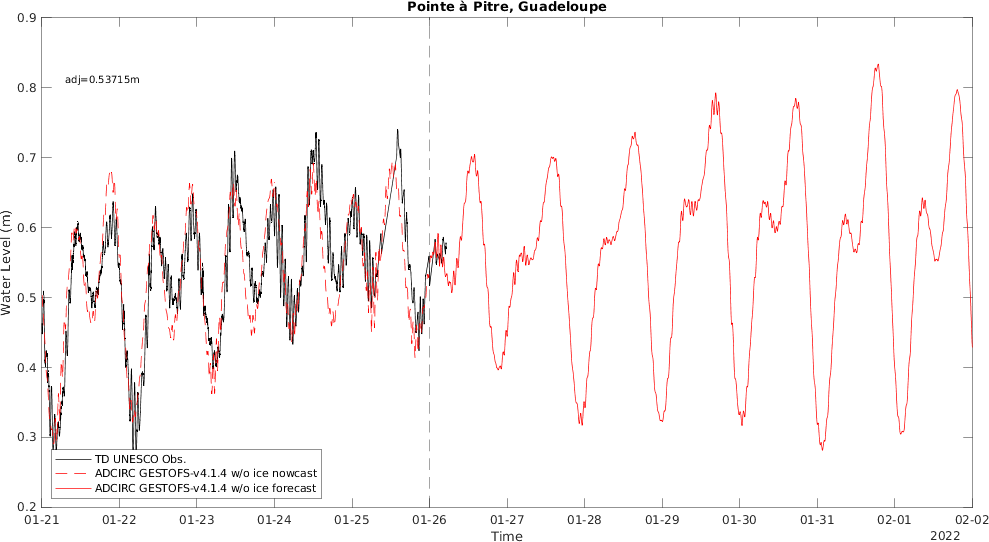 Pointe à Pitre, Guadeloupe
adj=0.53715m
Water Level (m)
0.9
0.8
0.7
0.6
0.5
0.4
0.3
0.2
TD UNESCO Obs.
ADCIRC GESTOFS-v4.1.4 w/o ice nowcast
ADCIRC GESTOFS-v4.1.4 w/o ice forecast
01-21 01-22 01-23 01-24 01-25 01-26 01-27 01-28 01-29 01-30 01-31 02-01 02-02
Time
2022